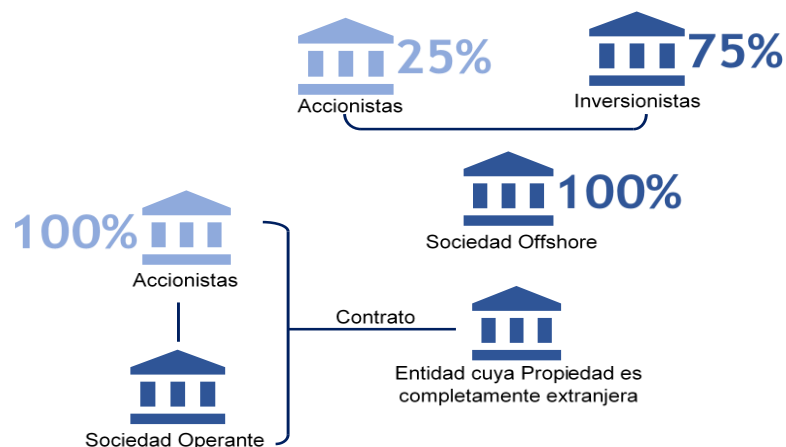 25%
Accionistas
75%
Inversionistas
100%
Sociedad Offshore
100%
Accionistas
Contrato
Entidad cuya Propiedad es
completamente extranjera
Sociedad Operante